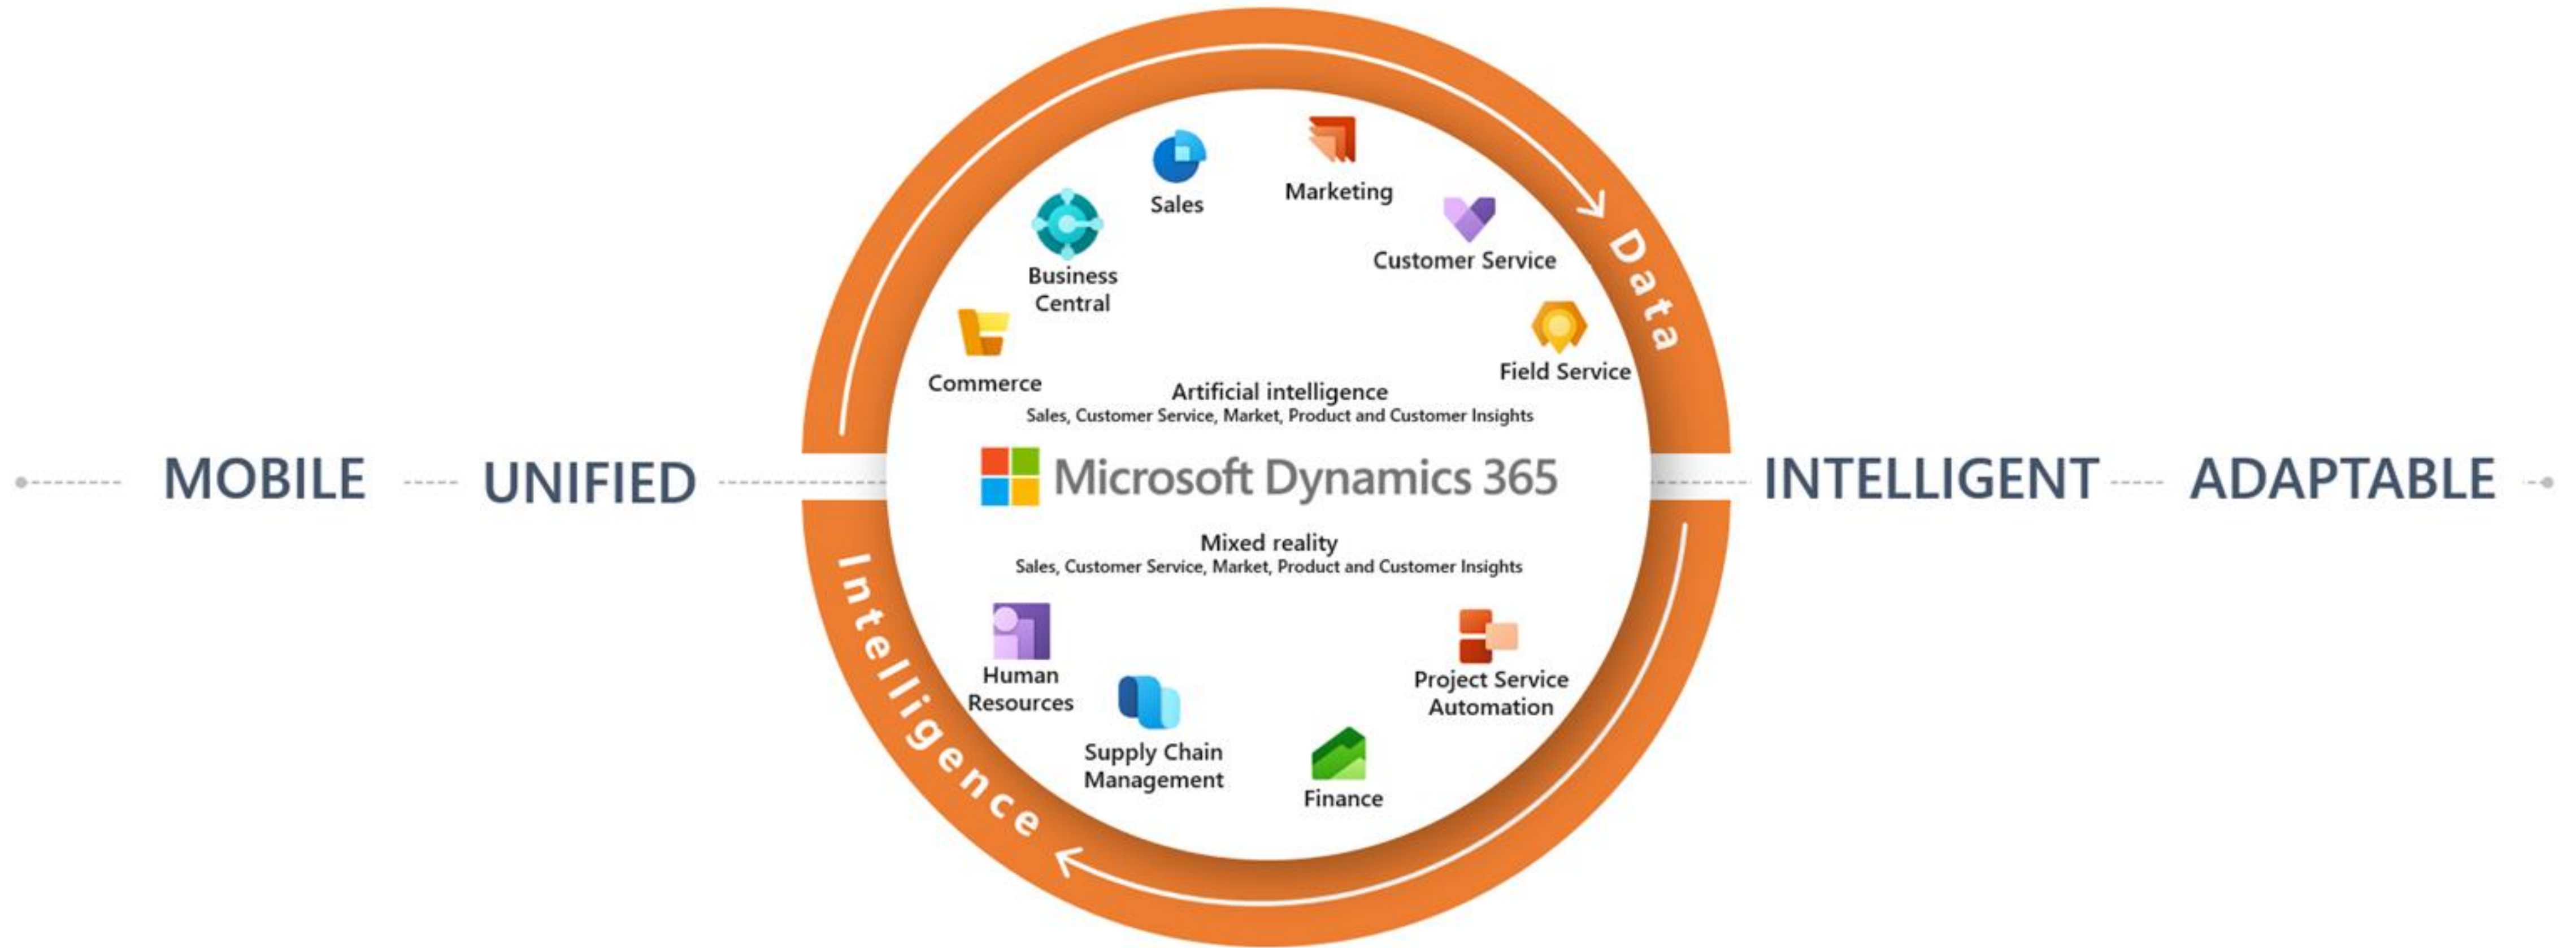 Marketing
Sales
Customer Service
Business
Central
Data
Field Service
Commerce
Artificial intelligence
Sales, Customer Service, Market, Product and Customer Insights
MOBILE
UNIFIED
Microsoft Dynamics 365
INTELLIGENT
ADAPTABLE
Mixed reality
Sales, Customer Service, Market, Product and Customer Insights
Intelligence
Human
Resources
Project Service
Automation
Supply Chain
Management
Finance